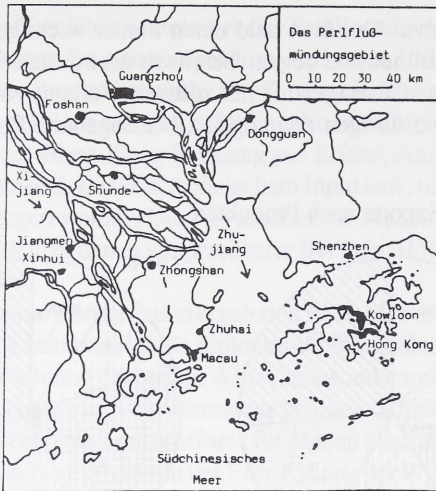 Das Perlfluß-
mündungsgebiet
0 10 20 30 40 km
Guangzhou
Foshan
Dongguan
Xi-
jiang
Shunde
Jiangmen
Xinhui
Zhu-
jiang
Shenzhen
Zhongshan
Kowloon
Zhuhai
Hong Kong
Macau
Südchinesisches
Meer